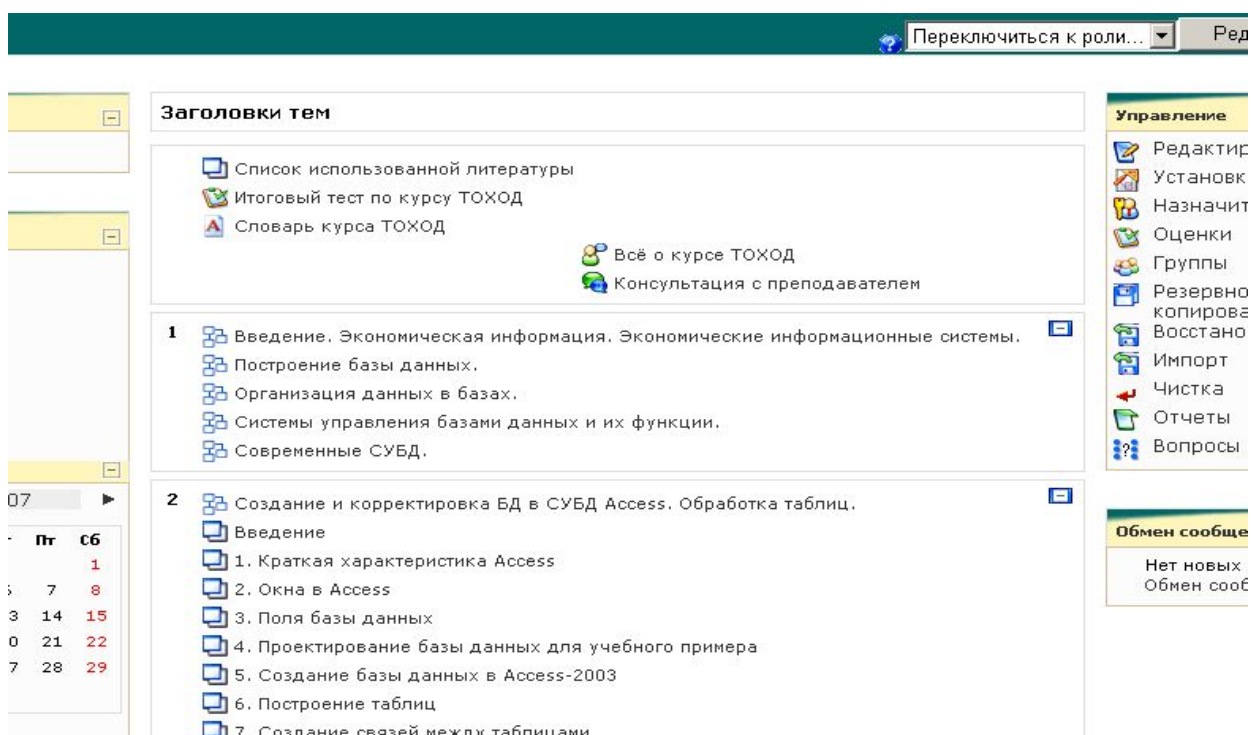 Переключиться к роли...
Ред
Заголовки тем
Список использованной литературы
Итоговый тест по курсу ТОХОД
Словарь курса ТОХОД
Всё о курсе ТОХОД
Консультация с преподавателем
1 Введение. Экономическая информация. Экономические информационные системы.
Построение базы данных.
Организация данных в базах.
Системы управления базами данных и их функции.
Современные СУБД.
2 Создание и корректировка БД в СУБД Access. Обработка таблиц.
Введение
1. Краткая характеристика Access
2. Окна в Access
3. Поля базы данных
4. Проектирование базы данных для учебного примера
5. Создание базы данных в Access-2003
6. Построение таблиц
7. Создание связей между таблицами
07
Пт Сб
1
7 8
3 14 15
0 21 22
7 28 29
Управление
Редактир
Установк
Назначит
Оценки
Группы
Резервно
копирова
Восстано
Импорт
Чистка
Отчеты
Вопросы
Обмен сообще
Нет новых
Обмен сооб